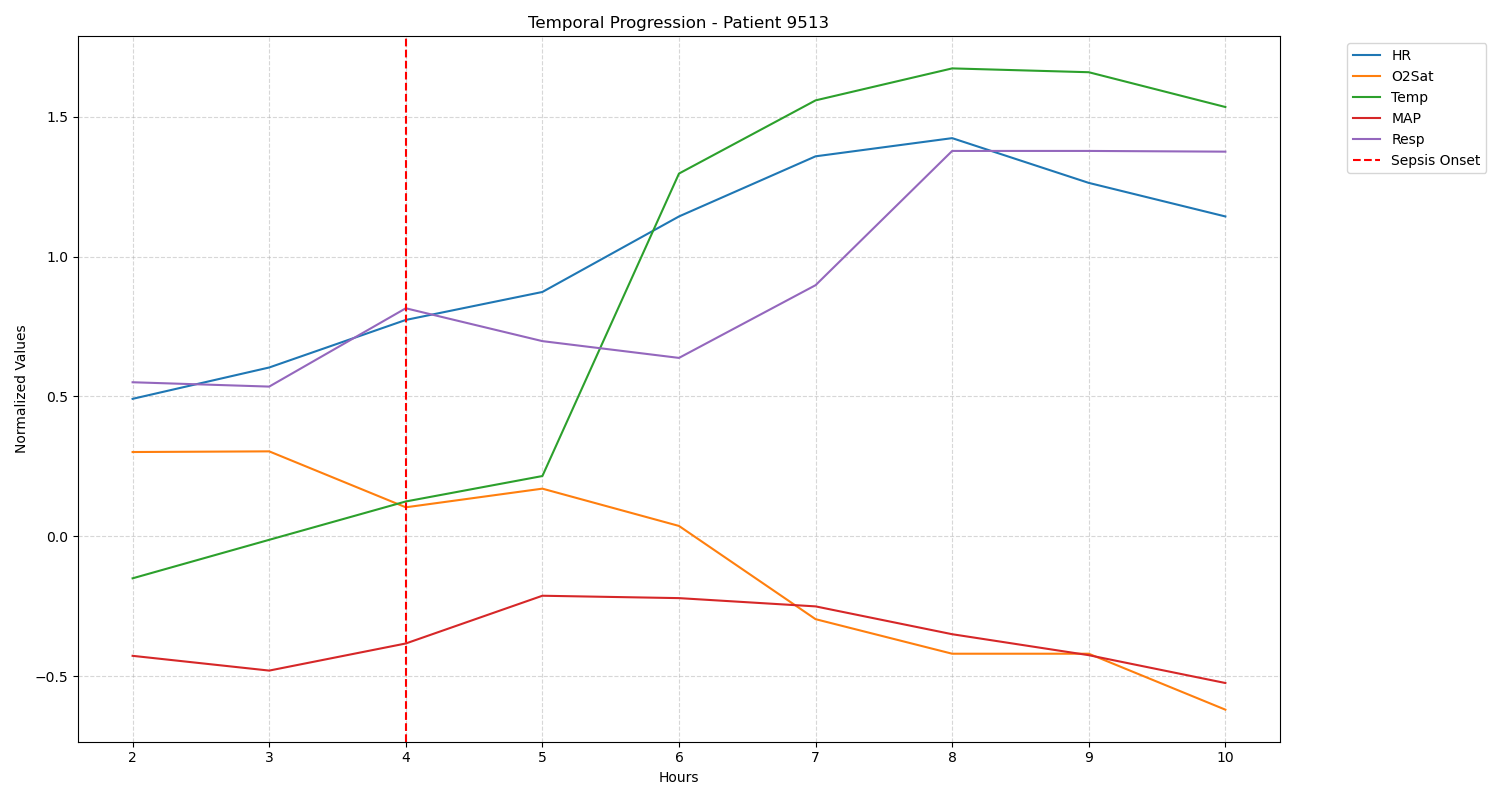 Temporal Progression - Patient 9513
HR
O2Sat
Temp
MAP
Resp
Sepsis Onset
Normalized Values
1.5
1.0
0.5
0.0
−0.5
2 3 4 5 6 7 8 9 10
Hours